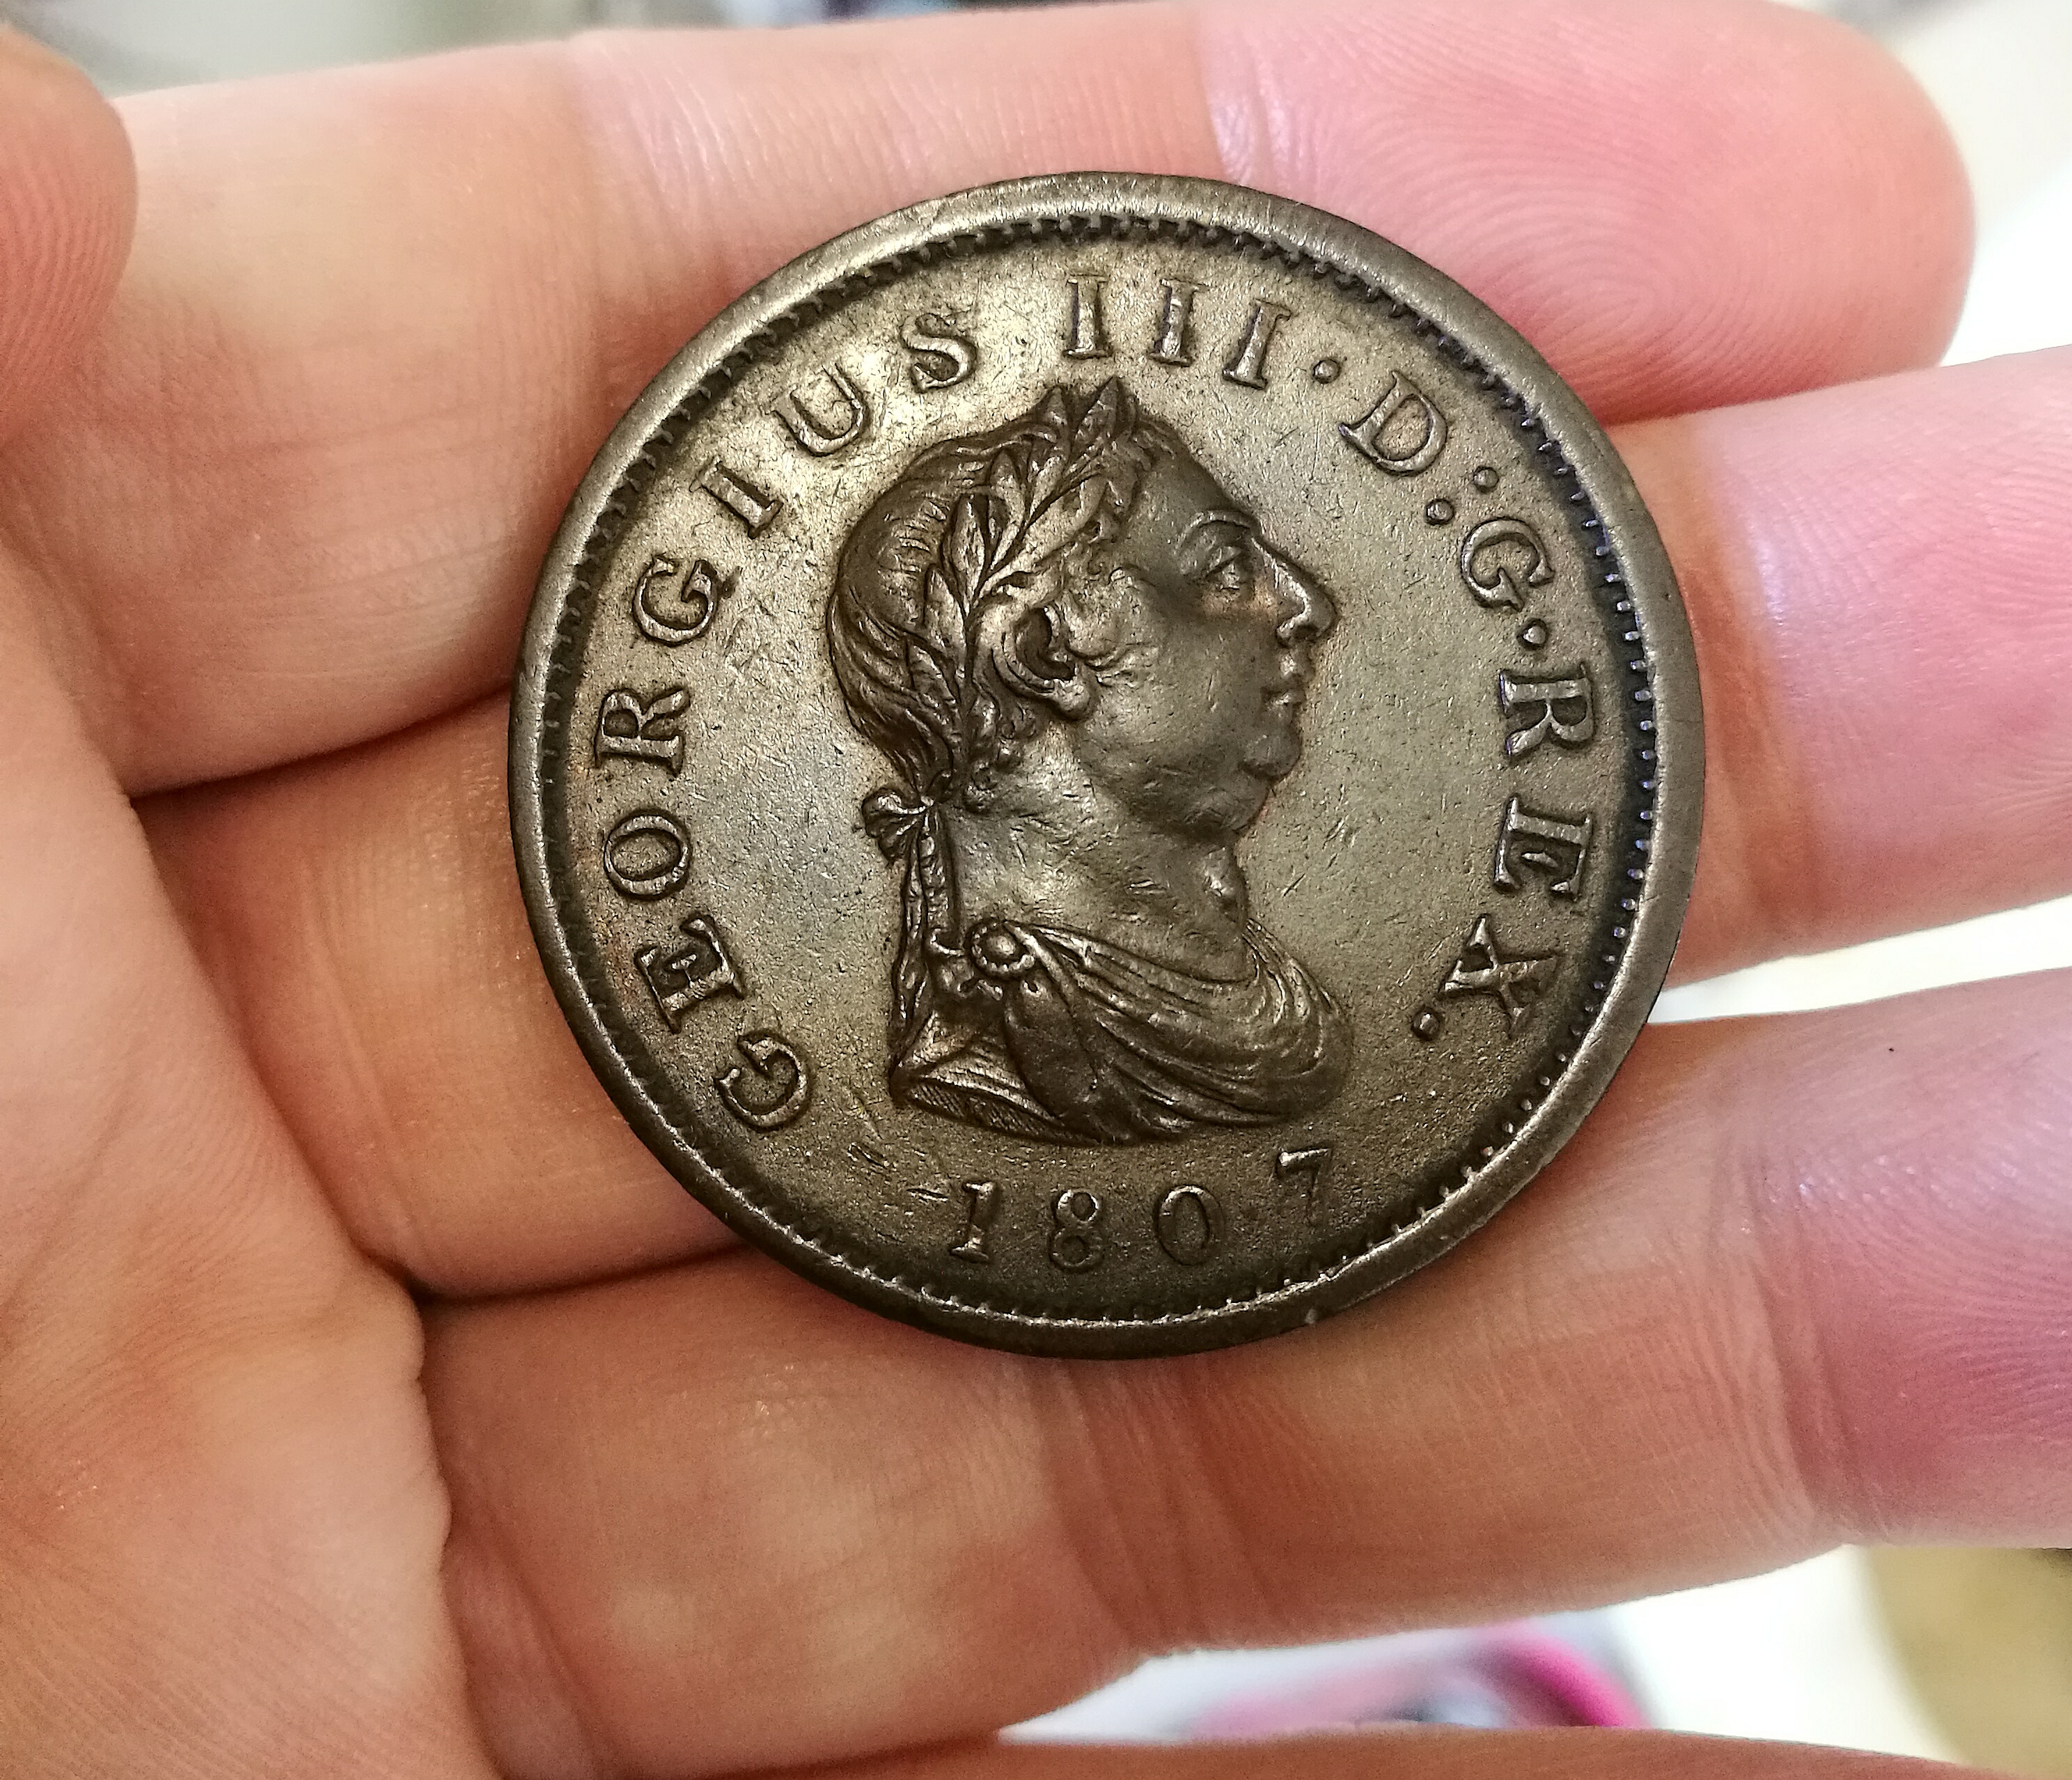 GEORGIUS III· D:G·REX.
1807